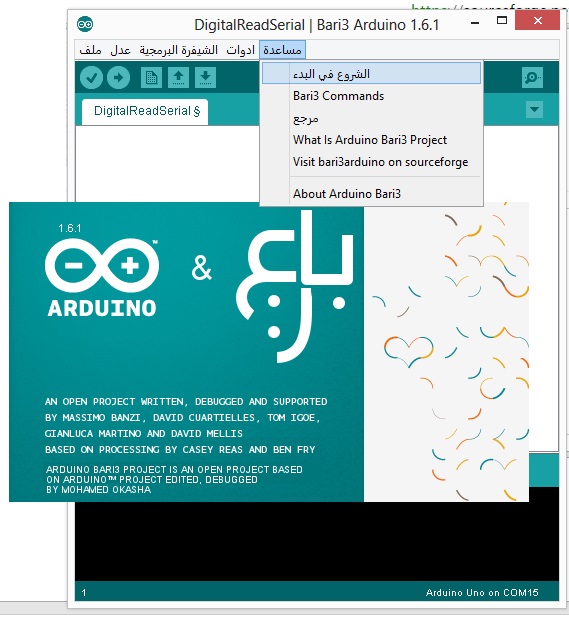 DigitalReadSerial | Bari3 Arduino 1.6.1
ملف عدل الشيفرة البرمجية ادوات مساعدة
الشروع في البدء
Bari3 Commands
مرجع
What Is Arduino Bari3 Project
Visit bari3arduino on sourceforge
About Arduino Bari3
DigitalReadSerial §
1.6.1
ARDUINO
™
&
بارع
AN OPEN PROJECT WRITTEN, DEBUGGED AND SUPPORTED
BY MASSIMO BANZI, DAVID CUARTIELLES, TOM IGOE,
GIANLUCA MARTINO AND DAVID MELLIS
BASED ON PROCESSING BY CASEY REAS AND BEN FRY
ARDUINO BARI3 PROJECT IS AN OPEN PROJECT BASED
ON ARDUINO™ PROJECT EDITED, DEBUGGED
BY MOHAMED OKASHA
1
Arduino Uno on COM15